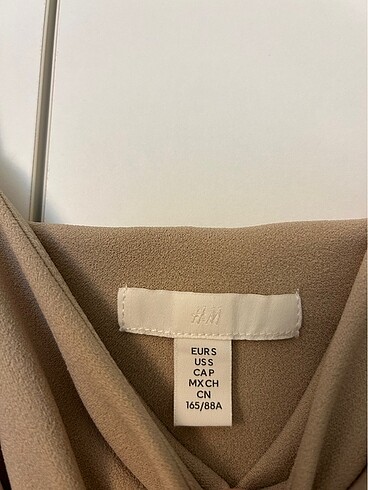 H&M
EUR S
US S
CA P
MX CH
CN
165/88A